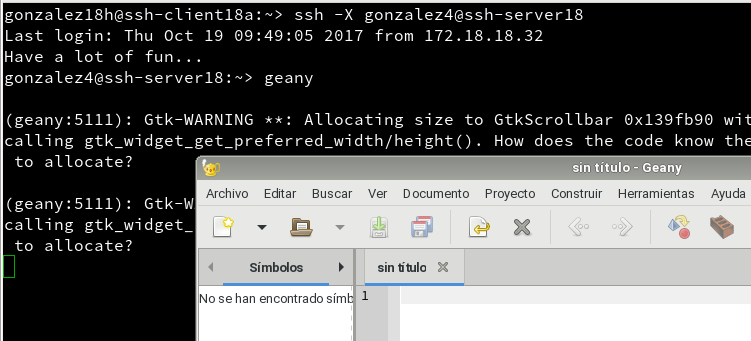 gonzalez18h@ssh-client18a:~> ssh -X gonzalez4@ssh-server18
Last login: Thu Oct 19 09:49:05 2017 from 172.18.18.32
Have a lot of fun...
gonzalez4@ssh-server18:~> geany
(geany:5111): Gtk-WARNING **: Allocating size to GtkScrollbar 0x139fb90 wit
calling gtk_widget_get_preferred_width/height(). How does the code know the
to allocate?
(geany:5111): Gtk-W
calling gtk_widget_
to allocate?
sin título - Geany
Archivo Editar Buscar Ver Documento Proyecto Construir Herramientas Ayuda
Símbolos sin título
No se han encontrado símb 1